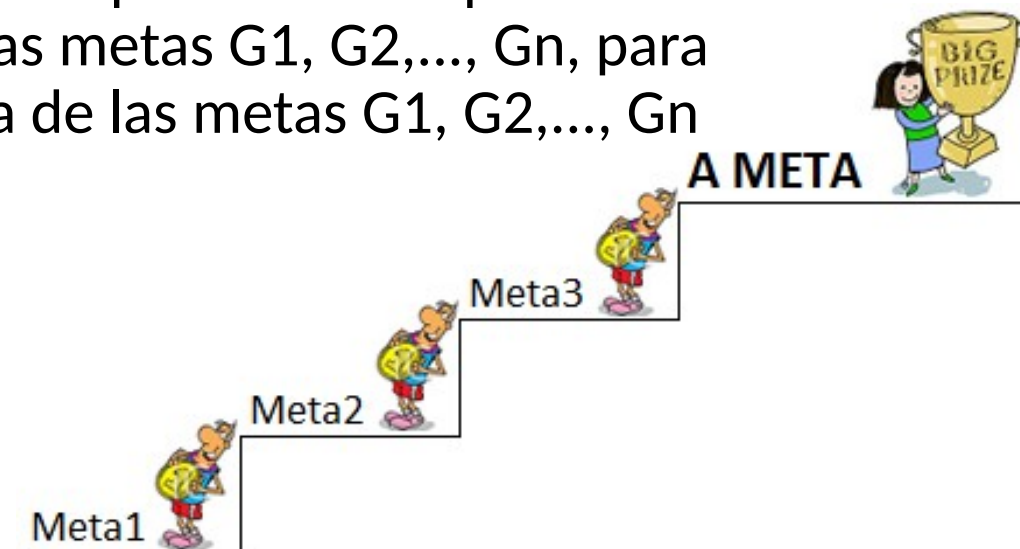 as metas G1, G2,..., Gn, para
a de las metas G1, G2,..., Gn
BIG
PRIZE
A META
Meta3
Meta2
Meta1